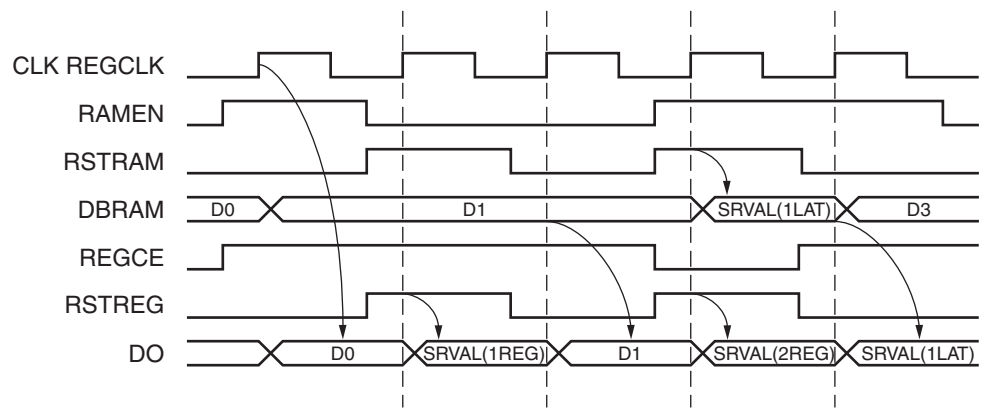 CLK REGCLK
RAMEN
RSTRAM
DBRAM D0 D1 SRVAL(1LAT) D3
REGCE
RSTREG
DO D0 SRVAL(1REG) D1 SRVAL(2REG) SRVAL(1LAT)